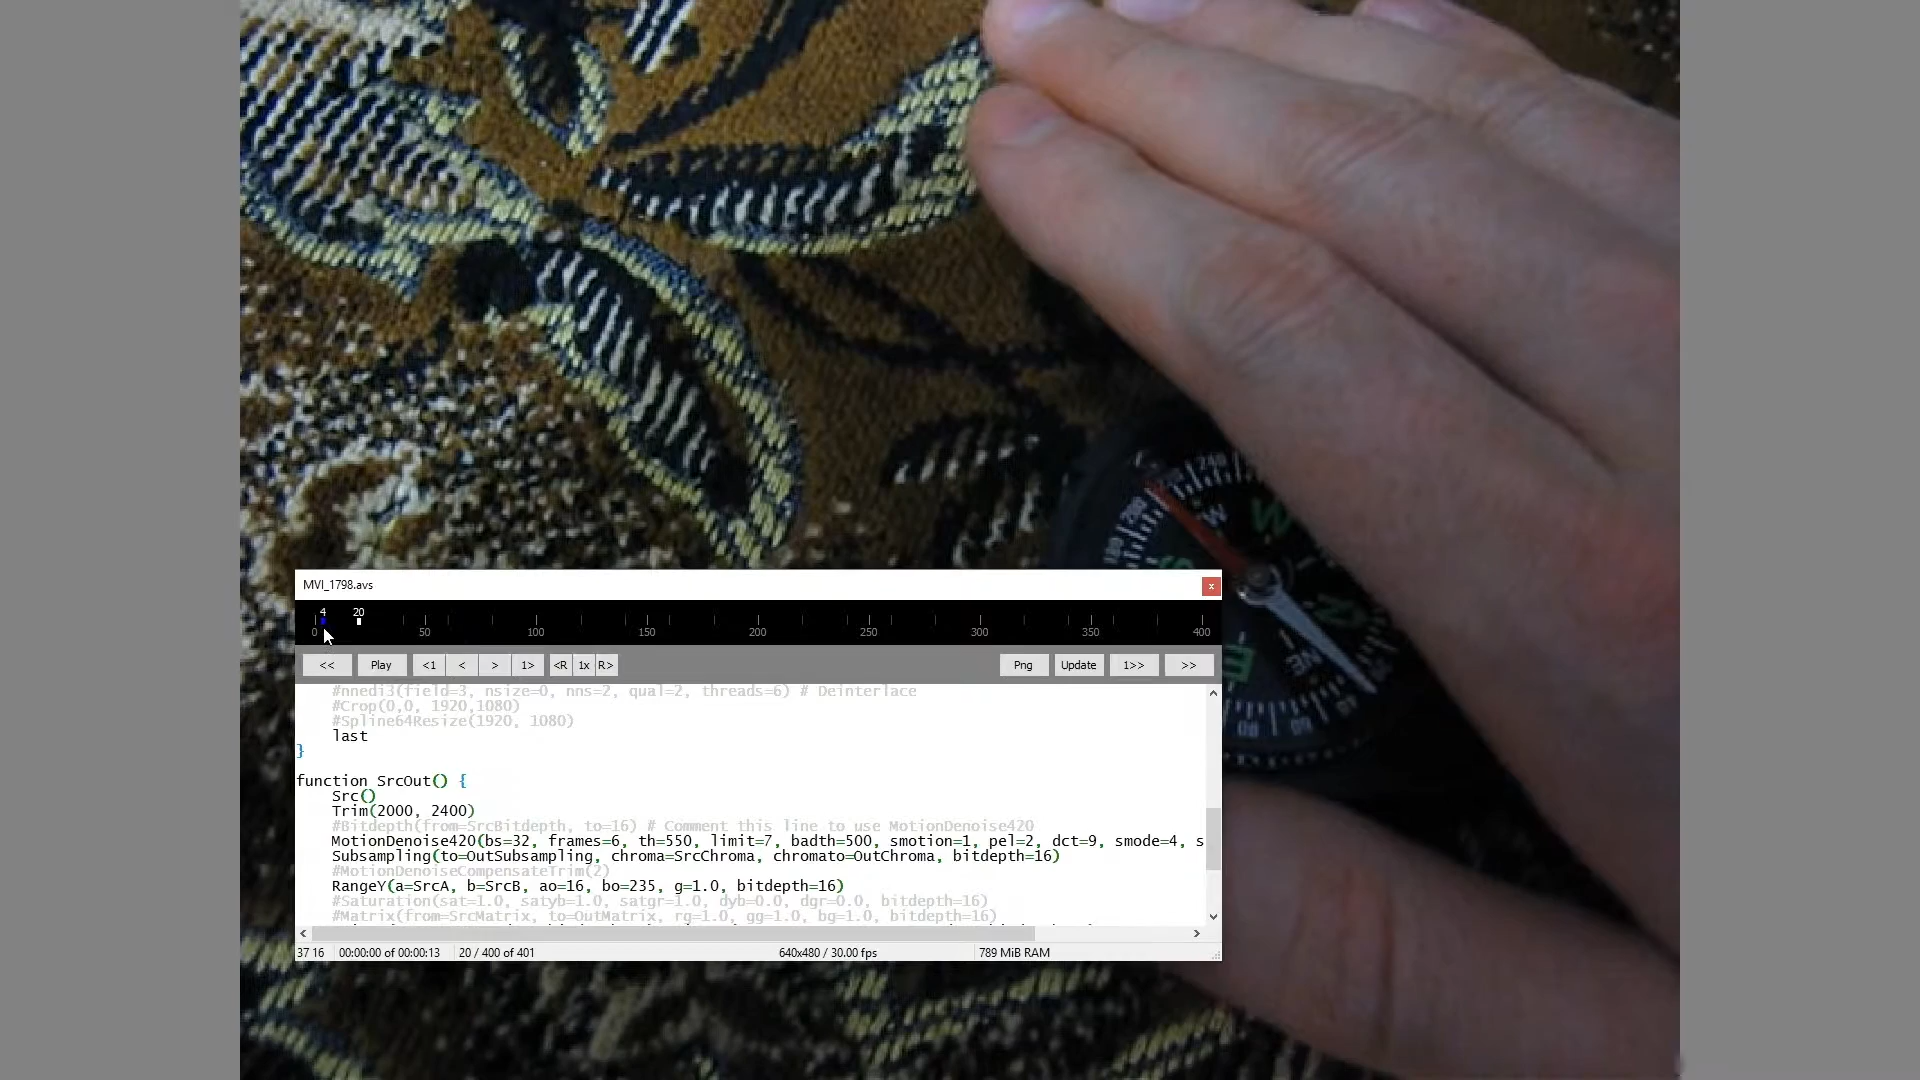 MVI_1798.avs
x
4 20
0 50 100 150 200 250 300 350 400
<< Play <1 < > 1> <R 1x R> Png Update 1>> >>
#nnedi3(field=3, nsize=0, nns=2, qual=2, threads=6) # Deinterlace
#Crop(0,0, 1920,1080)
#Spline64Resize(1920, 1080)
last
}
function SrcOut() {
Src()
Trim(2000, 2400)
#Bitdepth(from=SrcBitdepth, to=16) # Comment this line to use MotionDenoise420
MotionDenoise420(bs=32, frames=6, th=550, limit=7, badth=500, smotion=1, pel=2, dct=9, smode=4, s
Subsampling(to=OutSubsampling, chroma=SrcChroma, chromato=OutChroma, bitdepth=16)
#MotionDenoiseCompensateTrim(2)
RangeY(a=SrcA, b=SrcB, ao=16, bo=235, g=1.0, bitdepth=16)
#Saturation(sat=1.0, satyb=1.0, satgr=1.0, dyb=0.0, dgr=0.0, bitdepth=16)
#Matrix(from=SrcMatrix, to=OutMatrix, rg=1.0, gg=1.0, bg=1.0, bitdepth=16)
37 16 00:00:00 of 00:00:13 20 / 400 of 401 640x480 / 30.00 fps 789 MiB RAM
240
W
W
N
NE
E
60
80